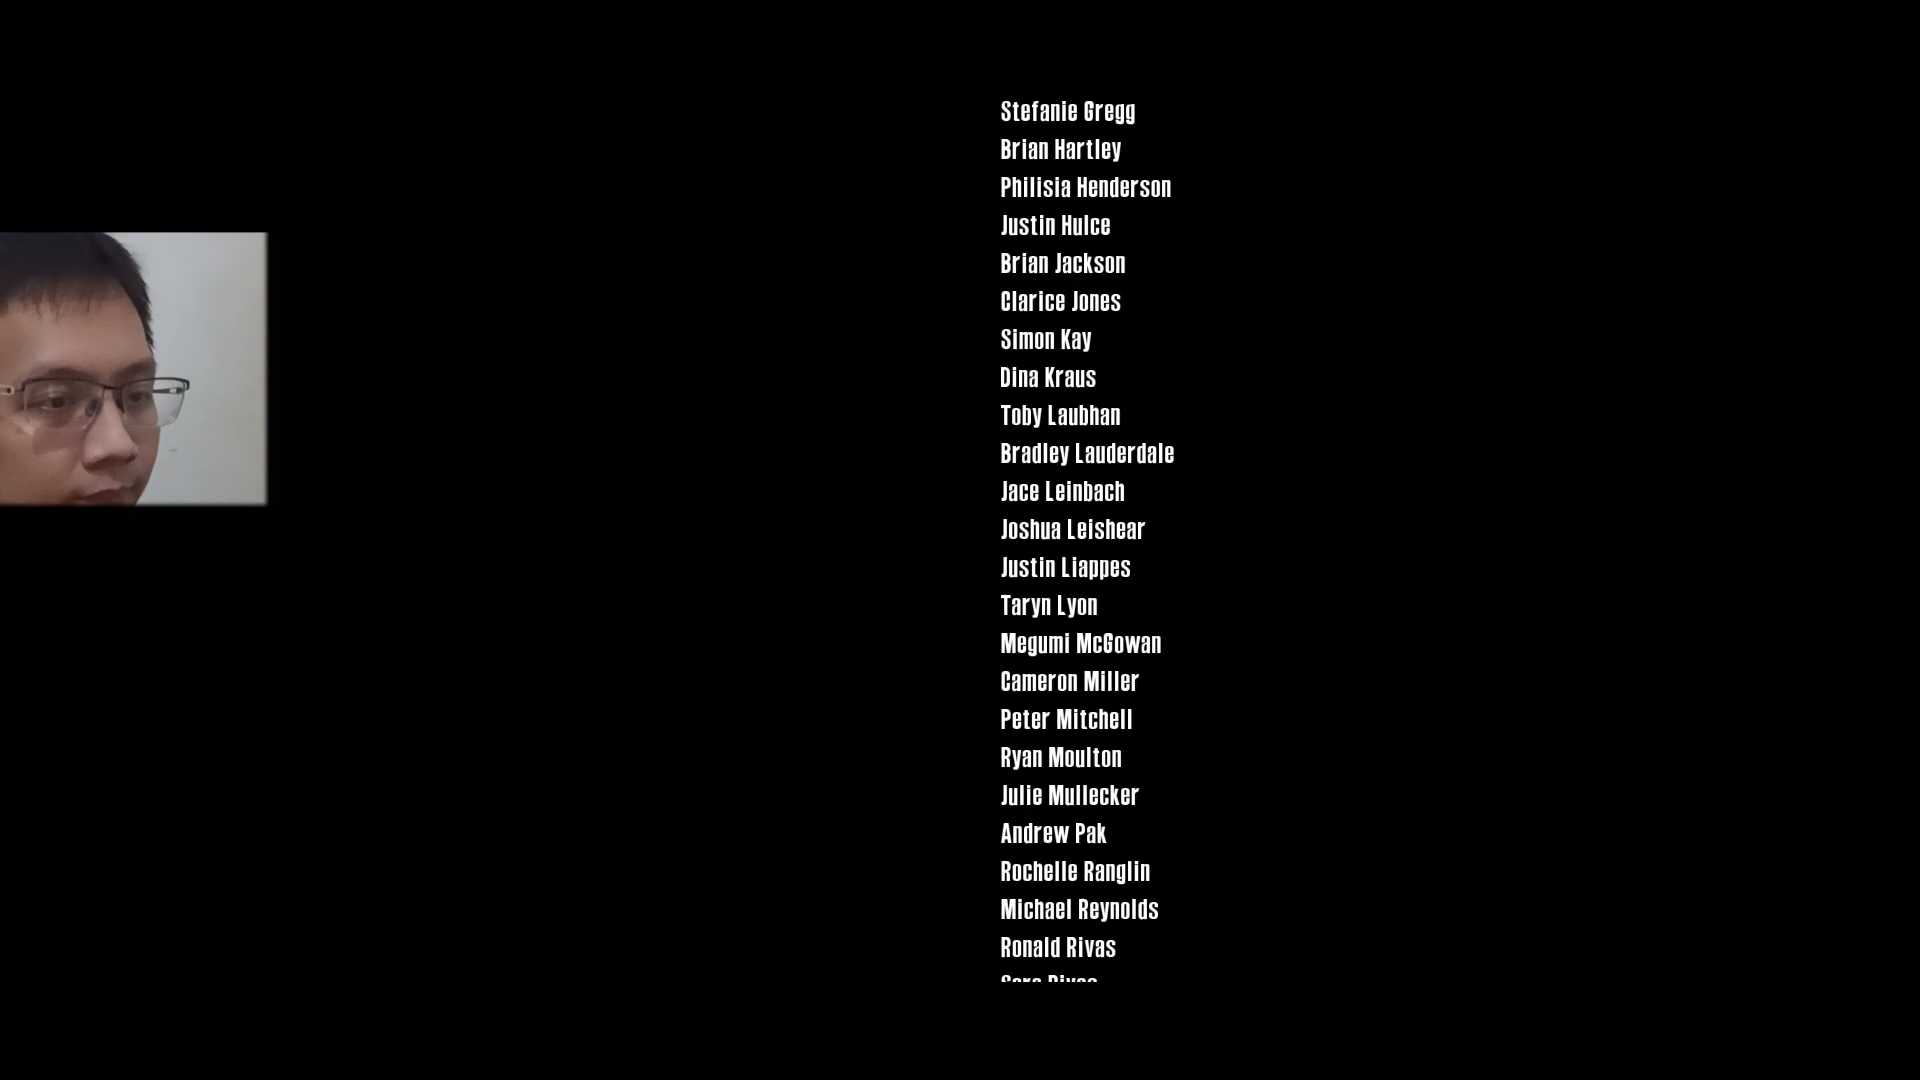 Stefanie Gregg
Brian Hartley
Philisia Henderson
Justin Hulce
Brian Jackson
Clarice Jones
Simon Kay
Dina Kraus
Toby Laubhan
Bradley Lauderdale
Jace Leinbach
Joshua Leishear
Justin Liappes
Taryn Lyon
Megumi McGowan
Cameron Miller
Peter Mitchell
Ryan Moulton
Julie Mullecker
Andrew Pak
Rochelle Ranglin
Michael Reynolds
Ronald Rivas